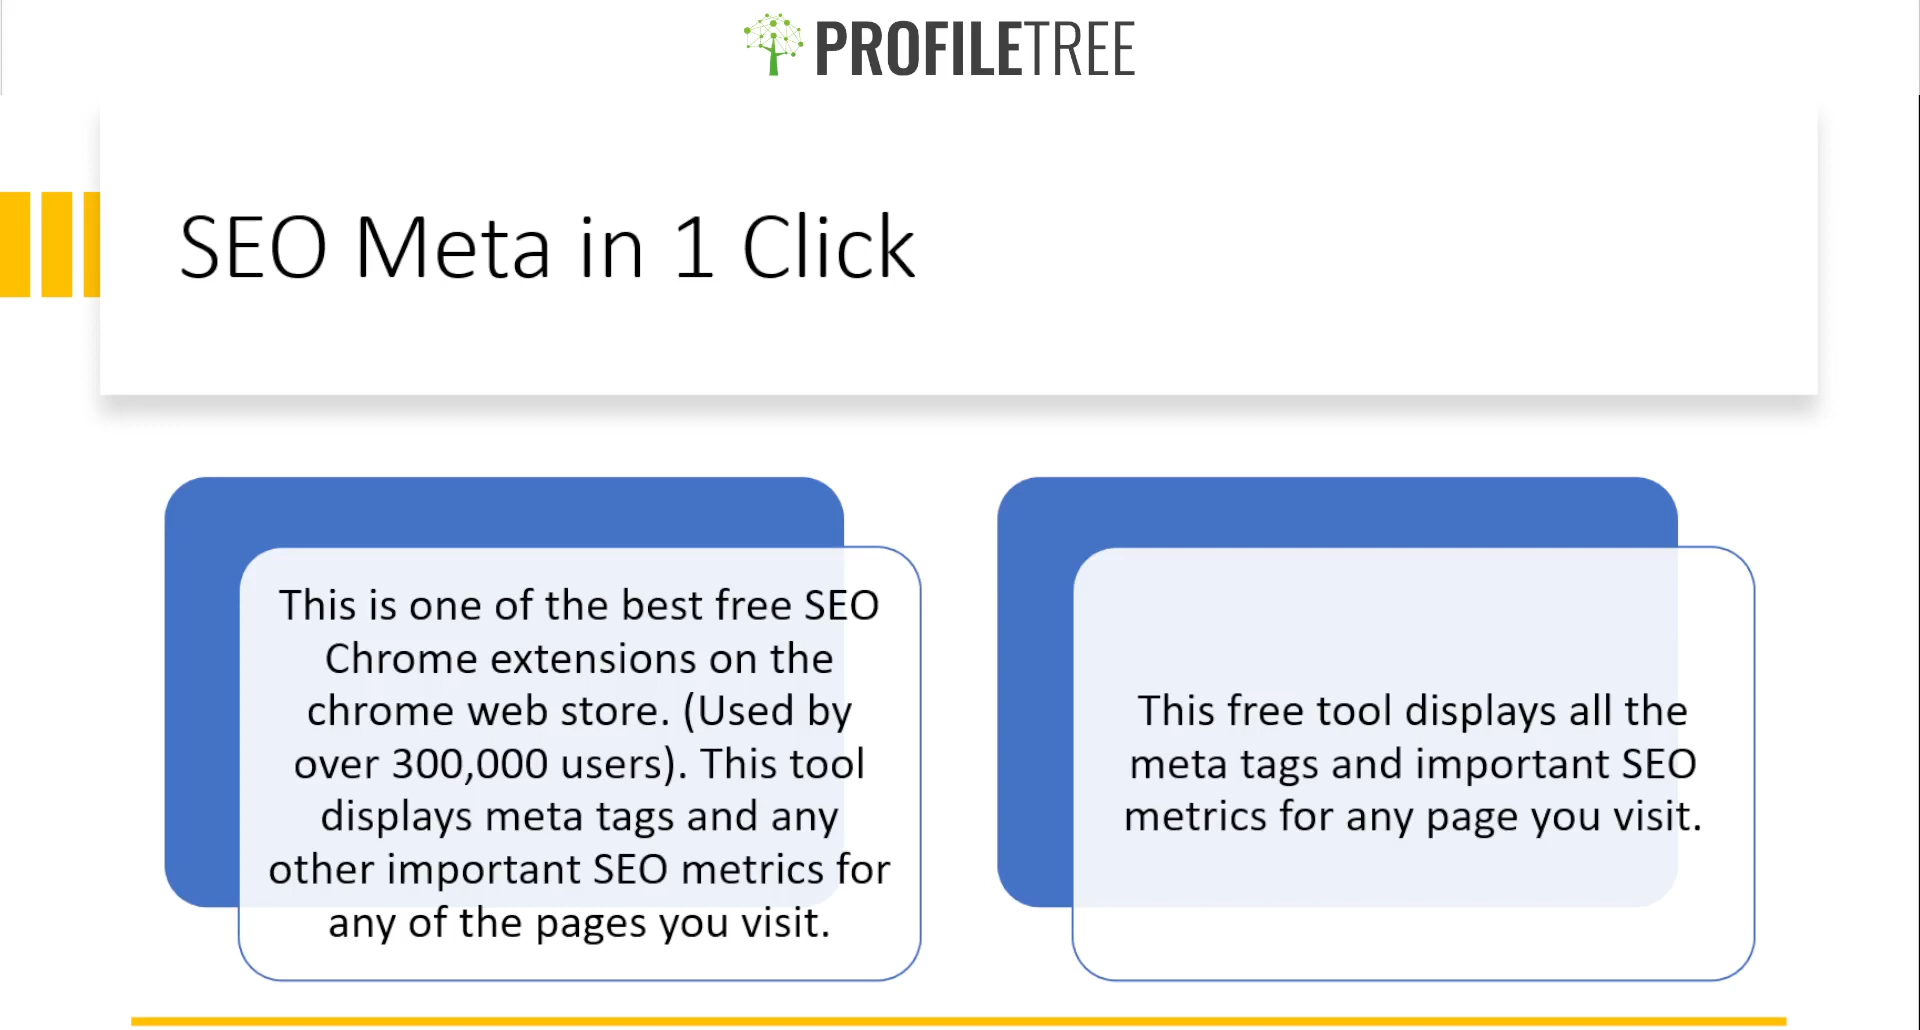 PROFILETREE
SEO Meta in 1 Click
This is one of the best free SEO
Chrome extensions on the
chrome web store. (Used by
over 300,000 users). This tool
displays meta tags and any
other important SEO metrics for
any of the pages you visit.
This free tool displays all the
meta tags and important SEO
metrics for any page you visit.